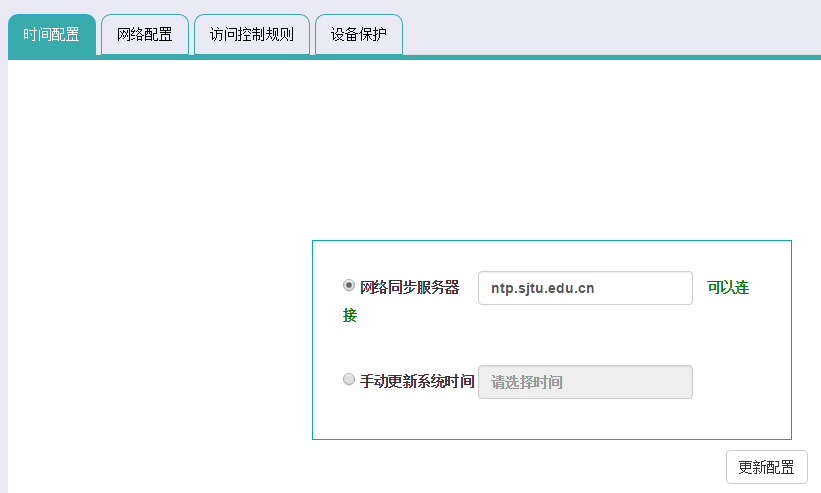 时间配置 网络配置 访问控制规则 设备保护
网络同步服务器 ntp.sjtu.edu.cn 可以连
接
手动更新系统时间 请选择时间
更新配置